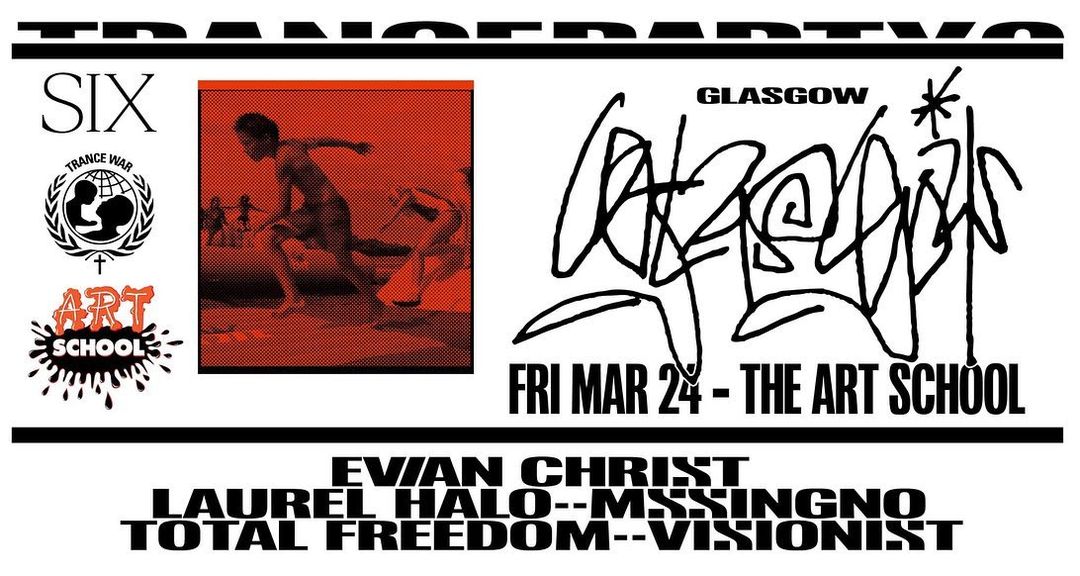 TRANCEPARTY6
SIX
TRANCE WAR
ART
SCHOOL
GLASGOW
FRI MAR 24 - THE ART SCHOOL
EVIAN CHRIST
LAUREL HALO--MSSINGNO
TOTAL FREEDOM--VISIONIST